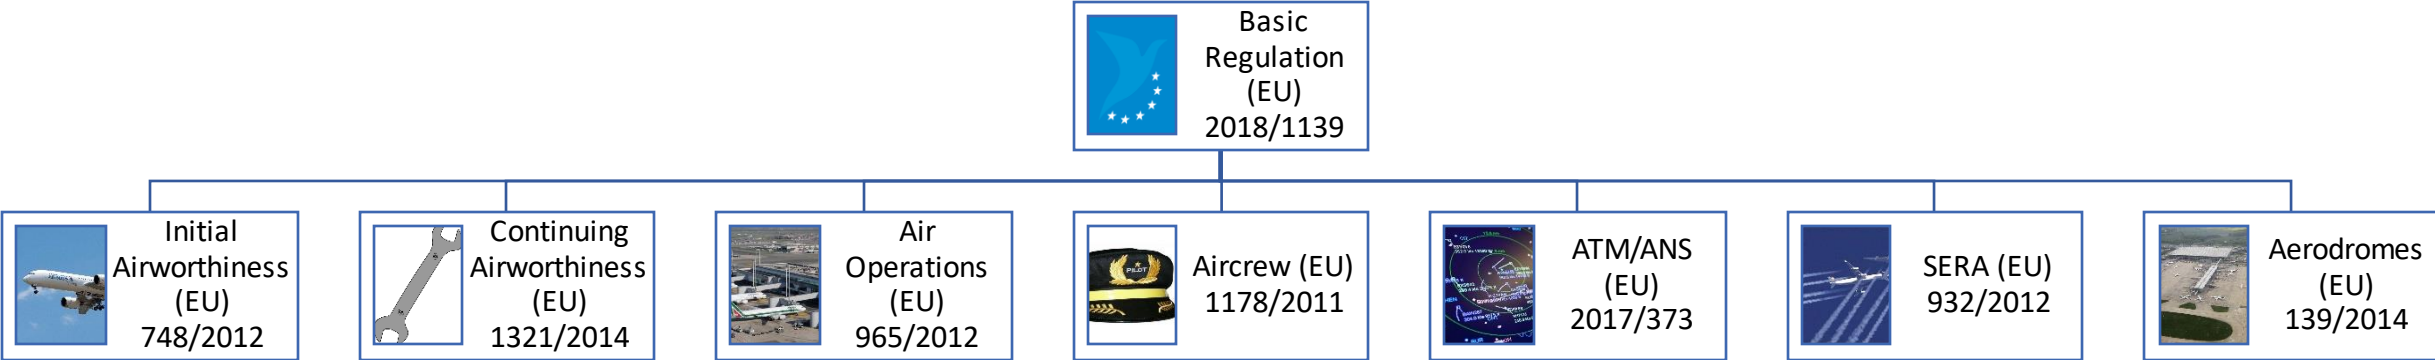 Basic
Regulation
(EU)
2018/1139
Initial
Airworthiness
(EU)
748/2012
Continuing
Airworthiness
(EU)
1321/2014
Air
Operations
(EU)
965/2012
PILOT
Aircrew (EU)
1178/2011
ATM/ANS
(EU)
2017/373
SERA (EU)
932/2012
Aerodromes
(EU)
139/2014